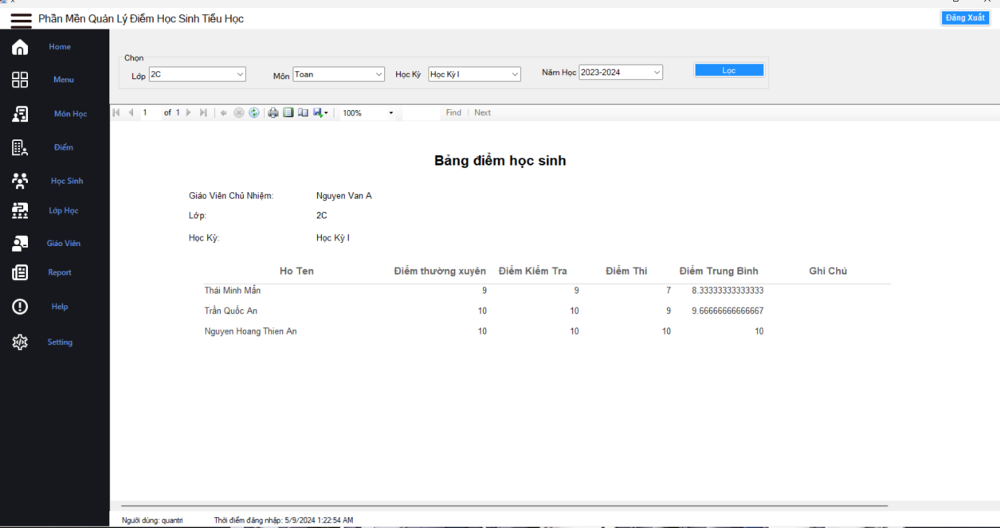 Phần Mền Quản Lý Điểm Học Sinh Tiểu Học
Đăng Xuất
Home
Menu
Môn Học
Điểm
Học Sinh
Lớp Học
Giáo Viên
Report
Help
Setting
Chọn
Lớp 2C Môn Toan Học Kỳ Học Kỳ I Năm Học 2023-2024 Lọc
1 of 1 100% Find | Next
Bảng điểm học sinh
Giáo Viên Chủ Nhiệm: Nguyen Van A
Lớp: 2C
Học Kỳ: Học Kỳ I
Ho Ten Điểm thường xuyên Điểm Kiểm Tra Điểm Thi Điểm Trung Bình Ghi Chú
Thái Minh Mẫn 9 9 7 8.33333333333333
Trần Quốc An 10 10 9 9.66666666666667
Nguyen Hoang Thien An 10 10 10 10
Người dùng: quantri Thời điểm đăng nhập: 5/9/2024 1:22:54 AM